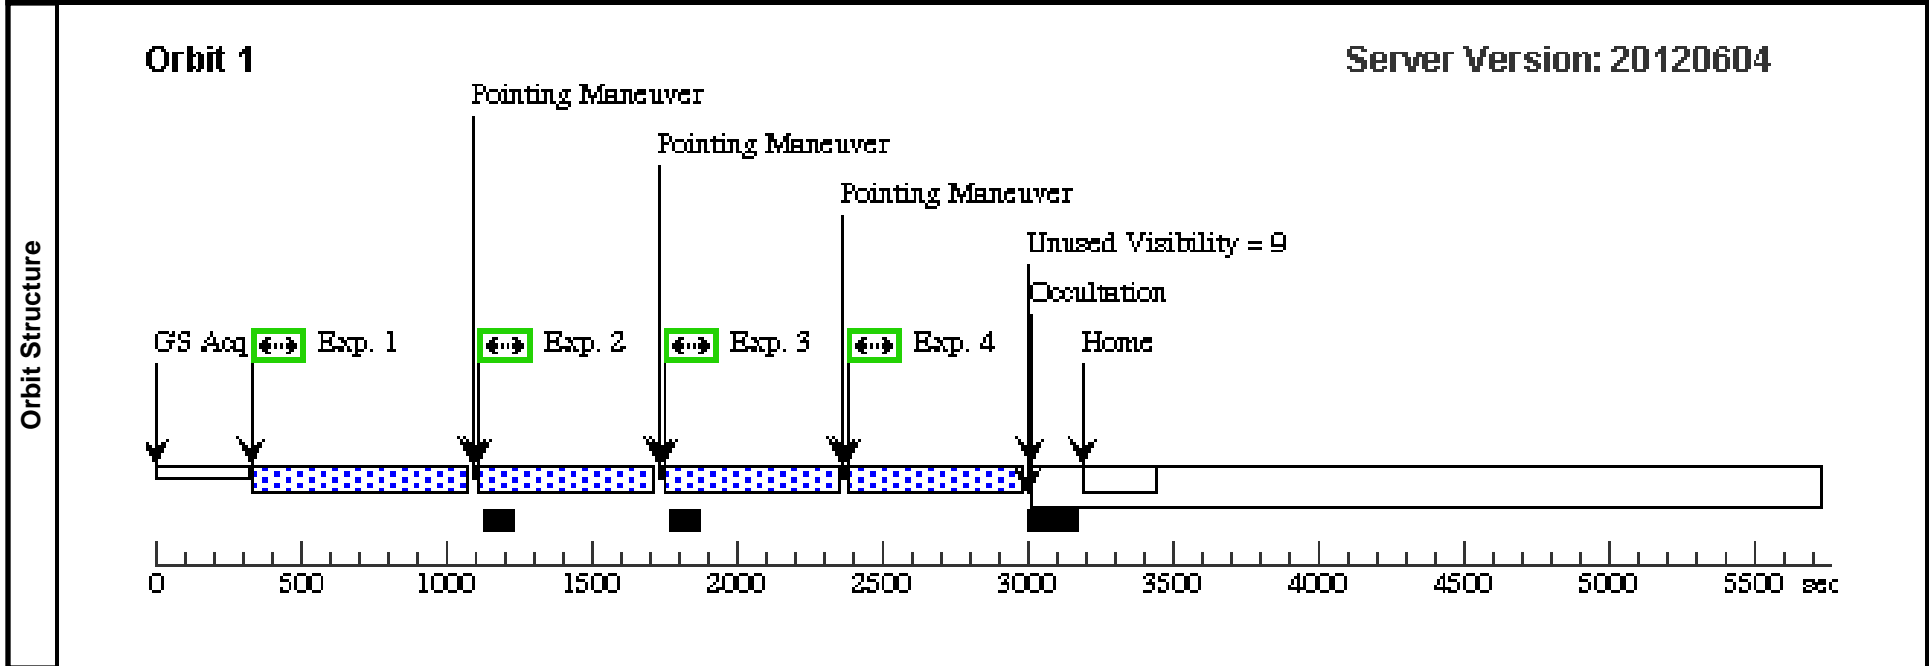 Orbit Structure
Orbit 1
Server Version: 20120604
Pointing Maneuver
Pointing Maneuver
Pointing Maneuver
Unused Visibility = 9
Occultation
GS Acq Exp. 1 Exp. 2 Exp. 3 Exp. 4 Home
0 500 1000 1500 2000 2500 3000 3500 4000 4500 5000 5500 sec